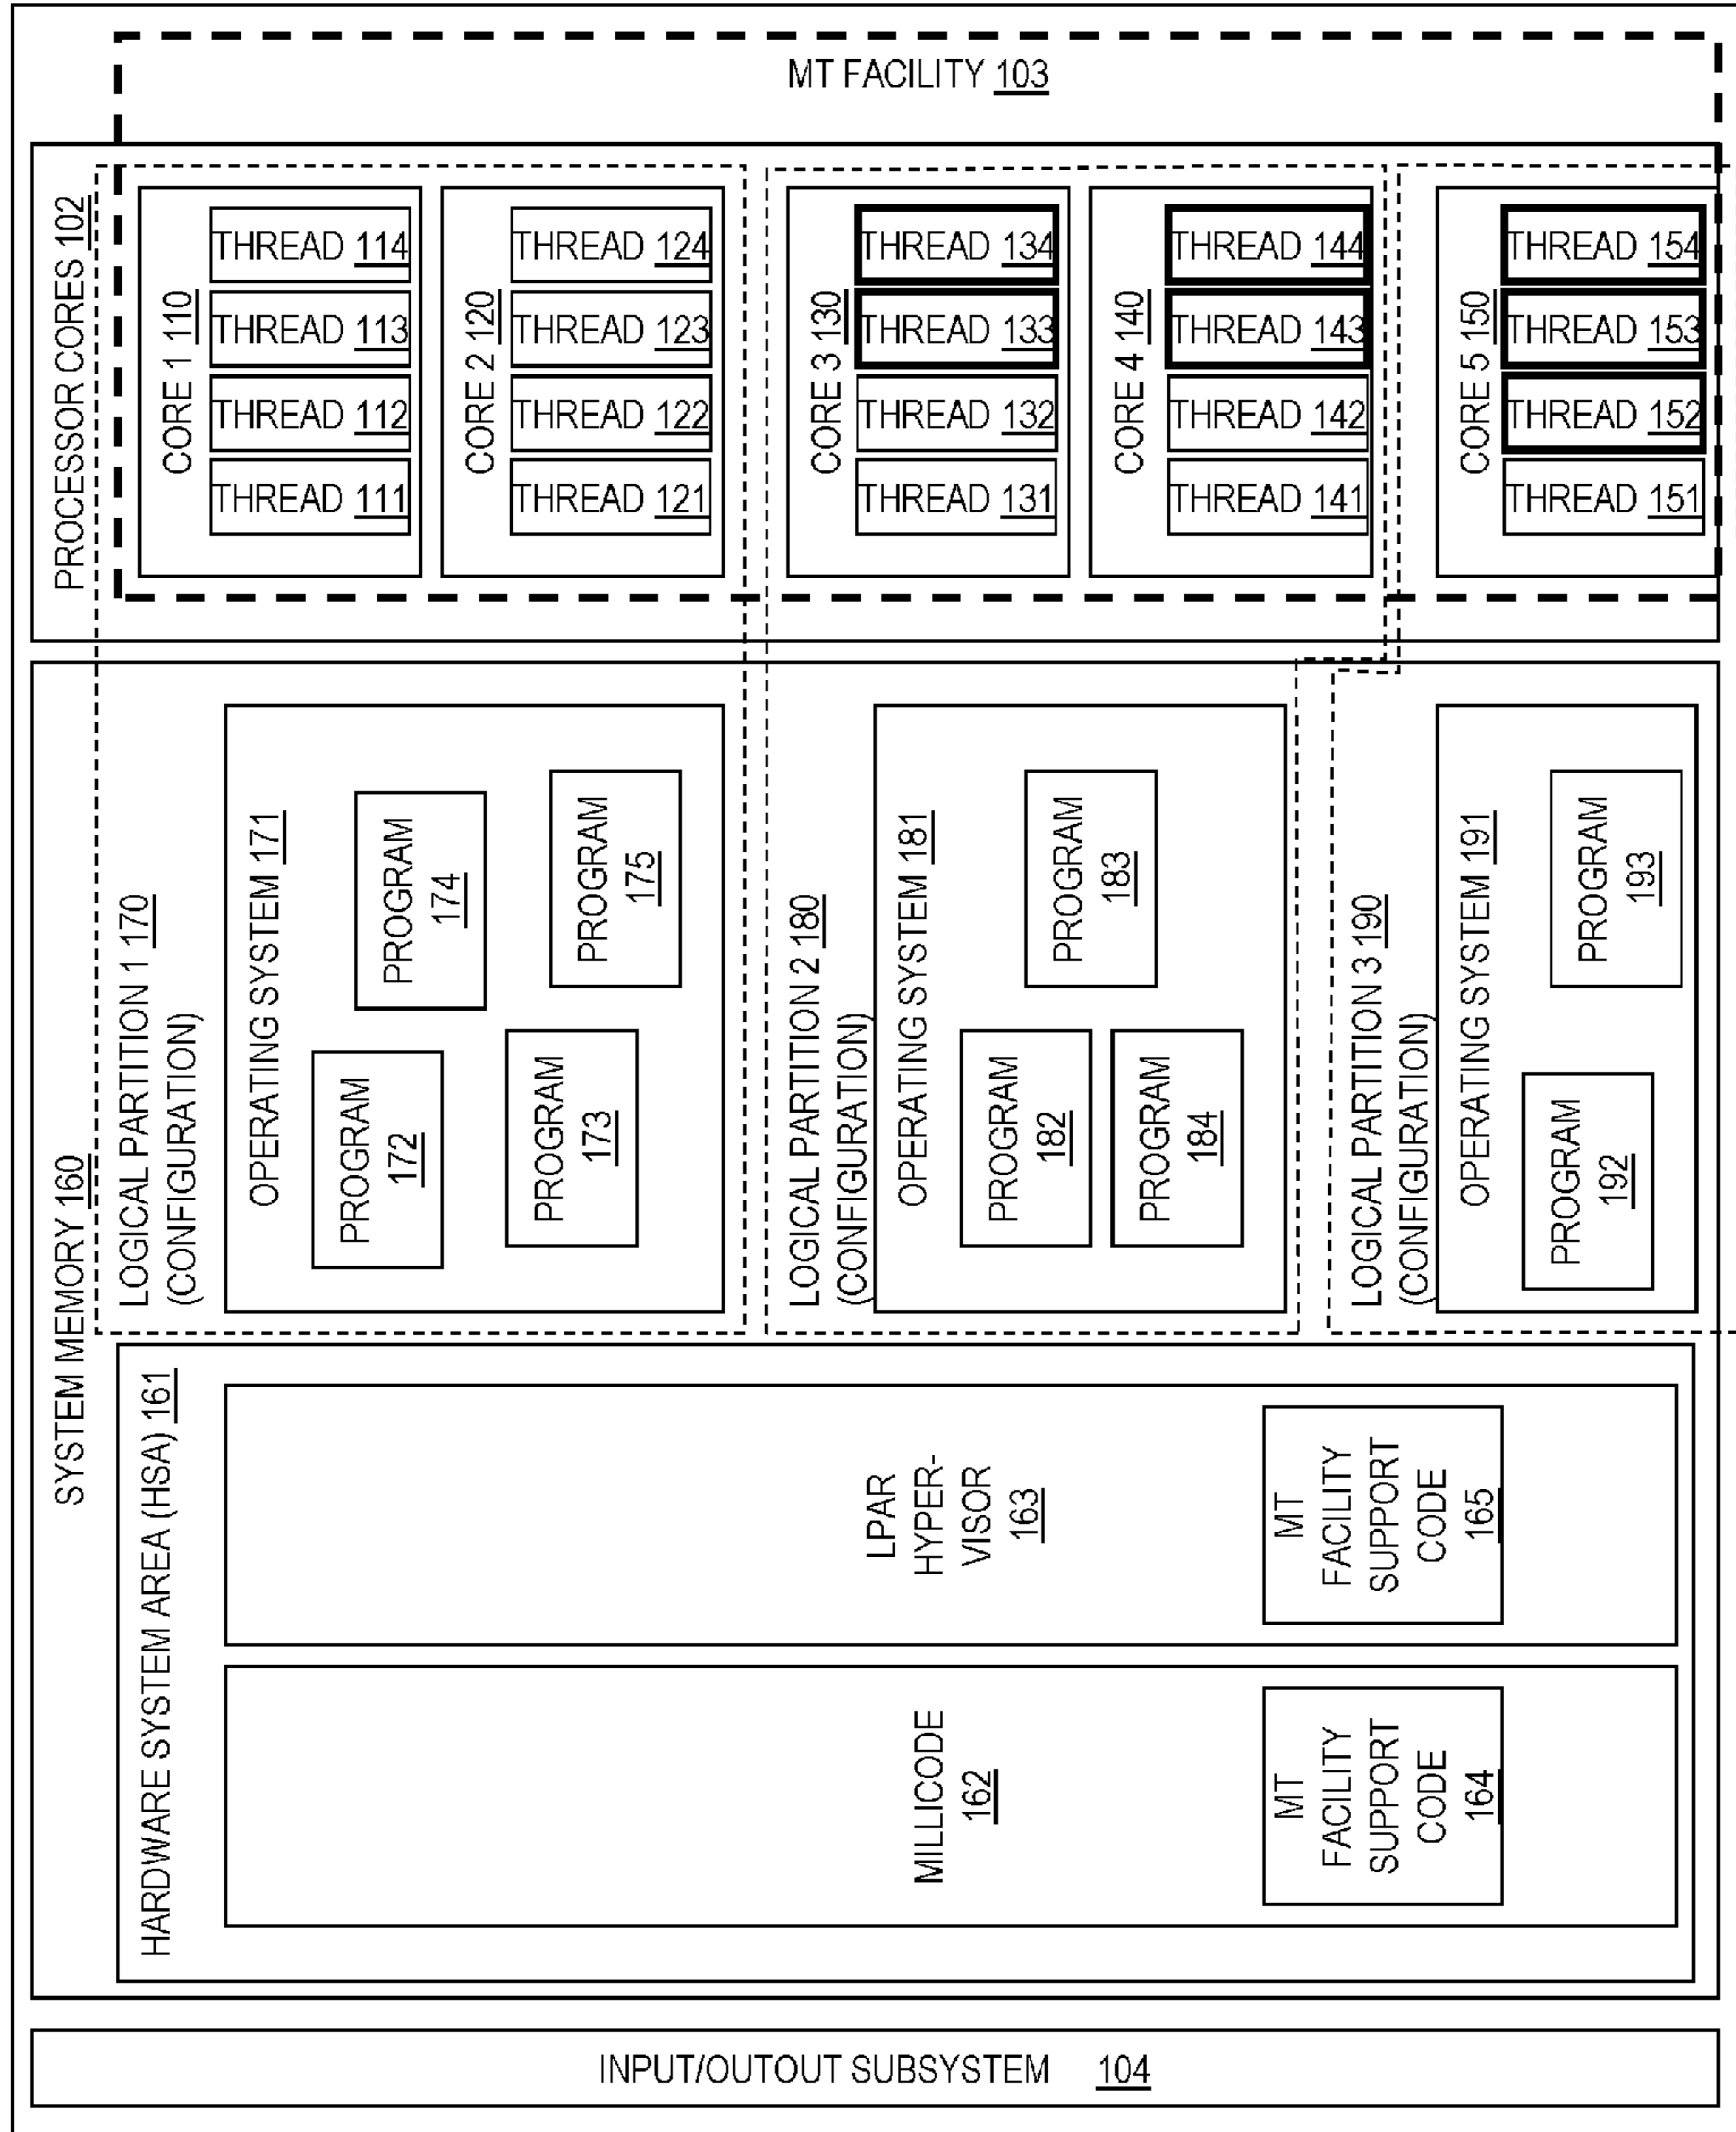 MT FACILITY 103
PROCESSOR CORES 102
CORE 1 110
THREAD 111
THREAD 112
THREAD 113
THREAD 114
CORE 2 120
THREAD 121
THREAD 122
THREAD 123
THREAD 124
CORE 3 130
THREAD 131
THREAD 132
THREAD 133
THREAD 134
CORE 4 140
THREAD 141
THREAD 142
THREAD 143
THREAD 144
CORE 5 150
THREAD 151
THREAD 152
THREAD 153
THREAD 154
SYSTEM MEMORY 160
LOGICAL PARTITION 1 170
(CONFIGURATION)
OPERATING SYSTEM 171
PROGRAM
172
PROGRAM
174
PROGRAM
173
PROGRAM
175
LOGICAL PARTITION 2 180
(CONFIGURATION)
OPERATING SYSTEM 181
PROGRAM
182
PROGRAM
183
PROGRAM
184
LOGICAL PARTITION 3 190
(CONFIGURATION)
OPERATING SYSTEM 191
PROGRAM
192
PROGRAM
193
HARDWARE SYSTEM AREA (HSA) 161
LPAR
HYPER-
VISOR
163
MT
FACILITY
SUPPORT
CODE
165
MILLICODE
162
MT
FACILITY
SUPPORT
CODE
164
INPUT/OUTOUT SUBSYSTEM 104